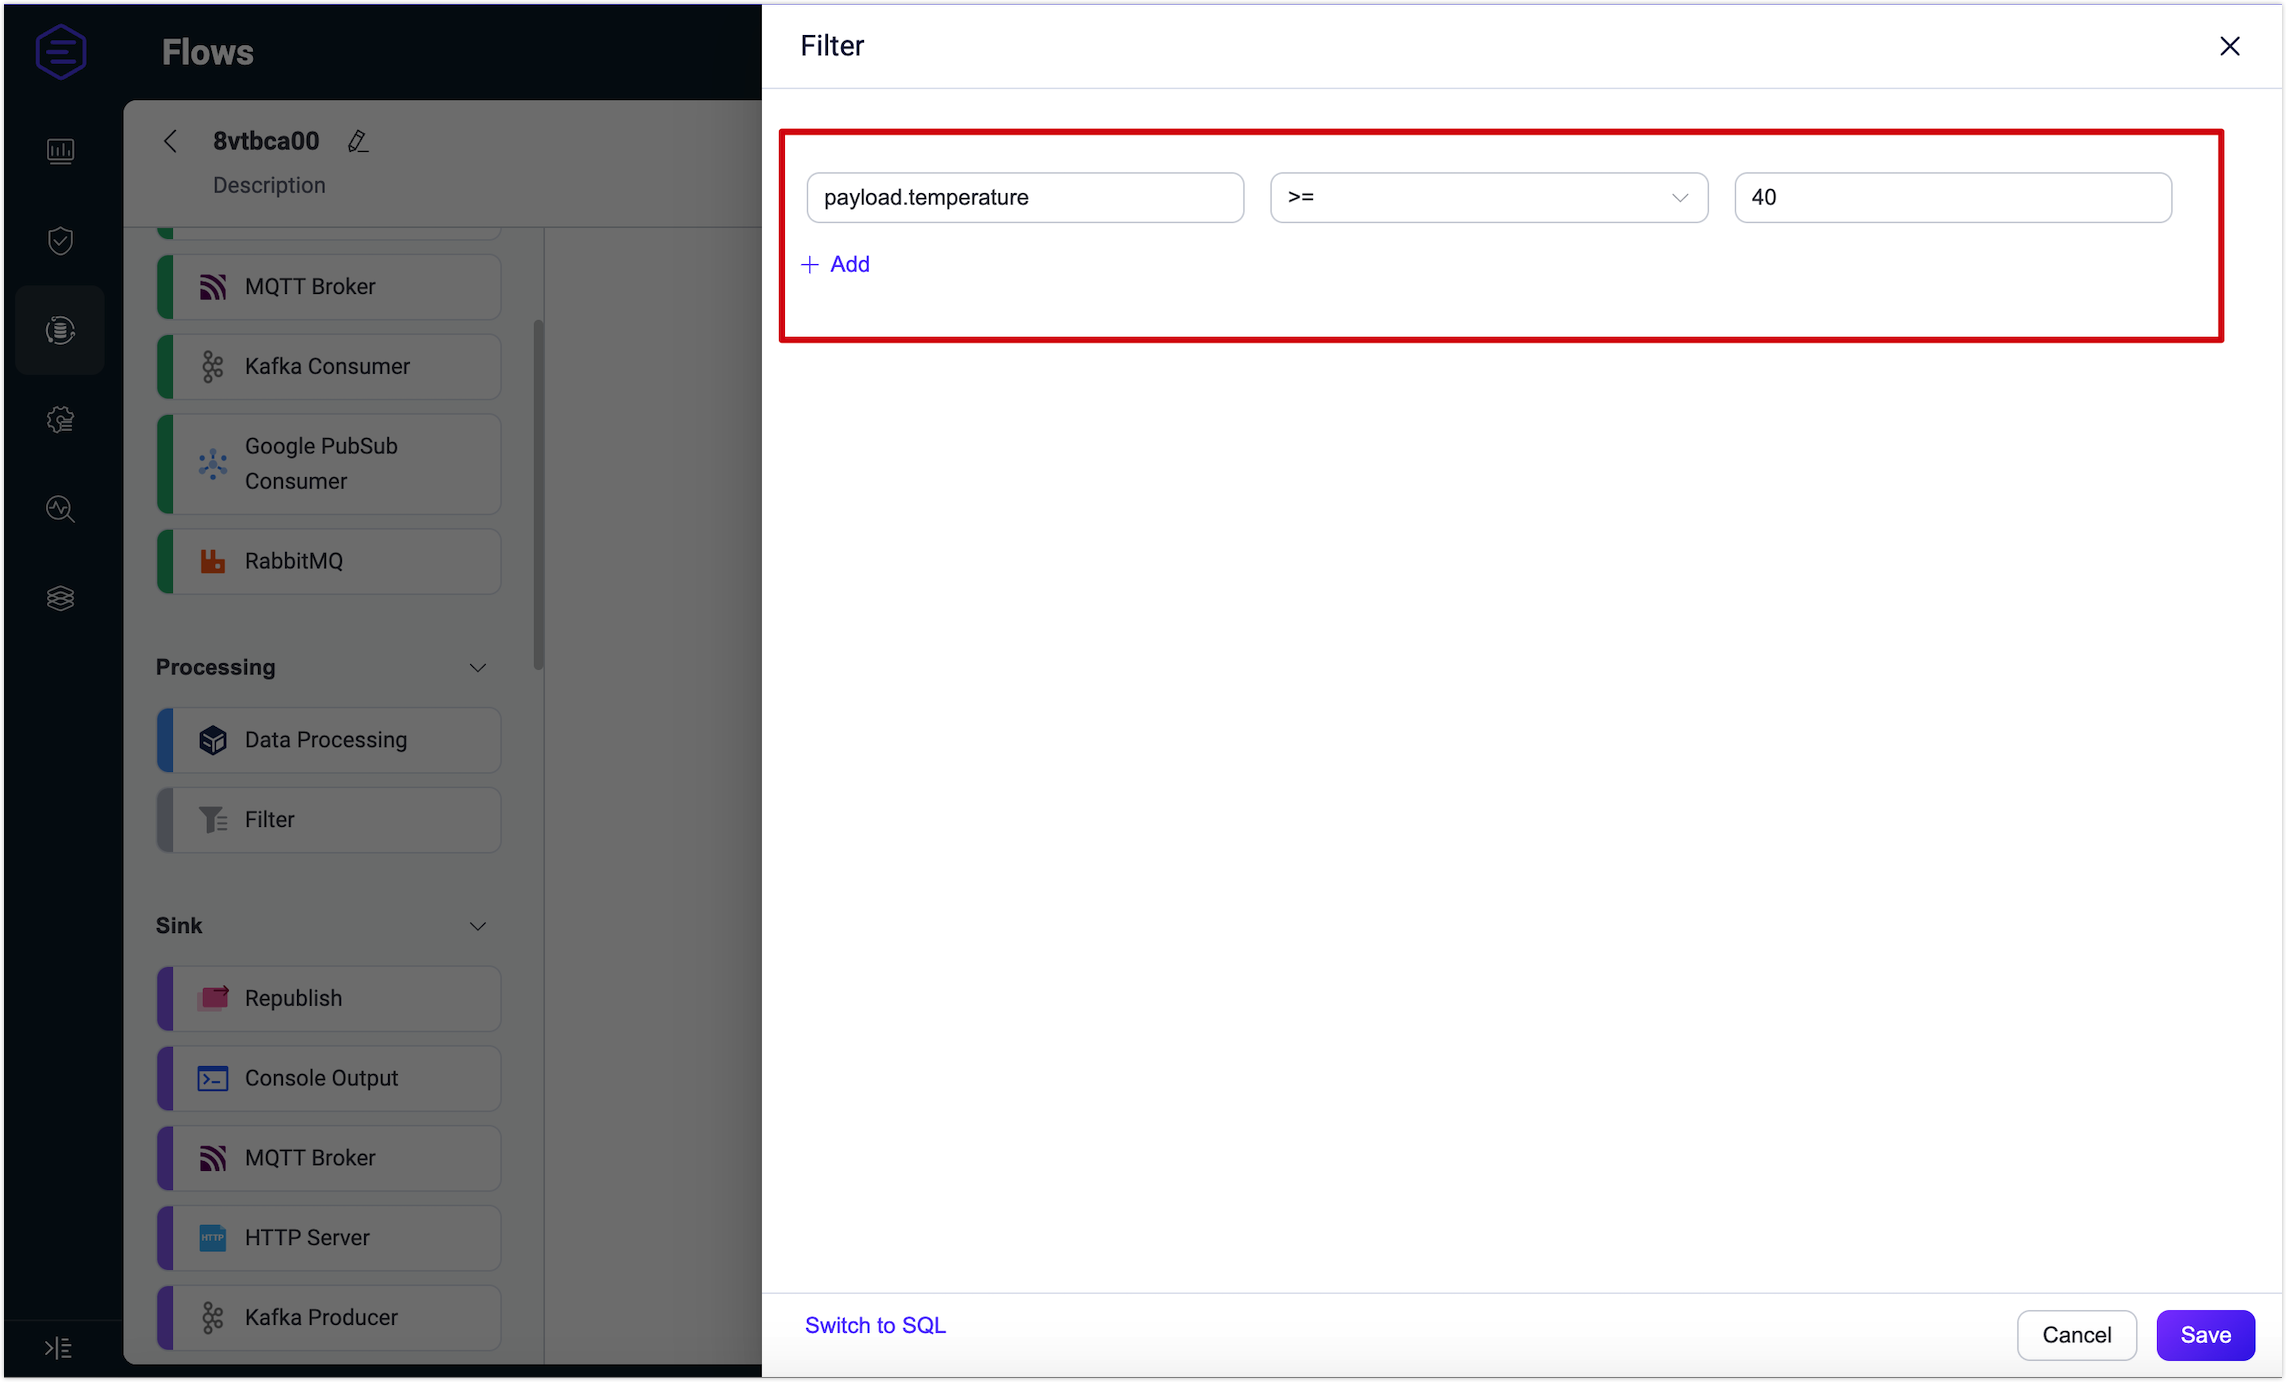 Flows
8vtbca00
Description
MQTT Broker
Kafka Consumer
Google PubSub
Consumer
RabbitMQ
Processing
Data Processing
Filter
Sink
Republish
Console Output
MQTT Broker
HTTP
HTTP Server
Kafka Producer
Filter
payload.temperature
>=
40
+ Add
Switch to SQL
Cancel
Save